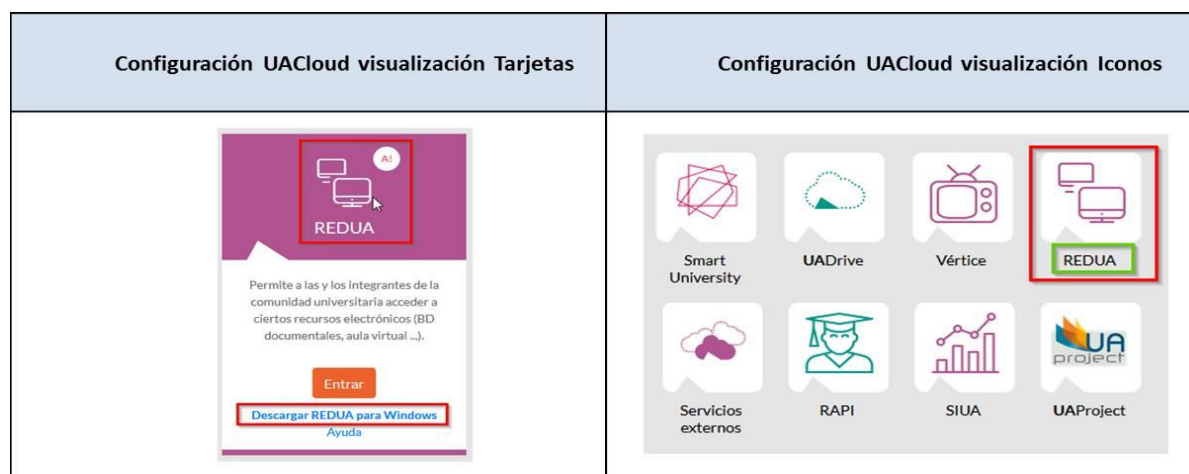 Configuración UACloud visualización Tarjetas
Configuración UACloud visualización Iconos
A!
REDUA
Permite a las y los integrantes de la
comunidad universitaria acceder a
ciertos recursos electrónicos (BD
documentales, aula virtual ...).
Entrar
Descargar REDUA para Windows
Ayuda
Smart
University
UADrive
Vértice
REDUA
Servicios
externos
RAPI
SIUA
UA
project
UAProject